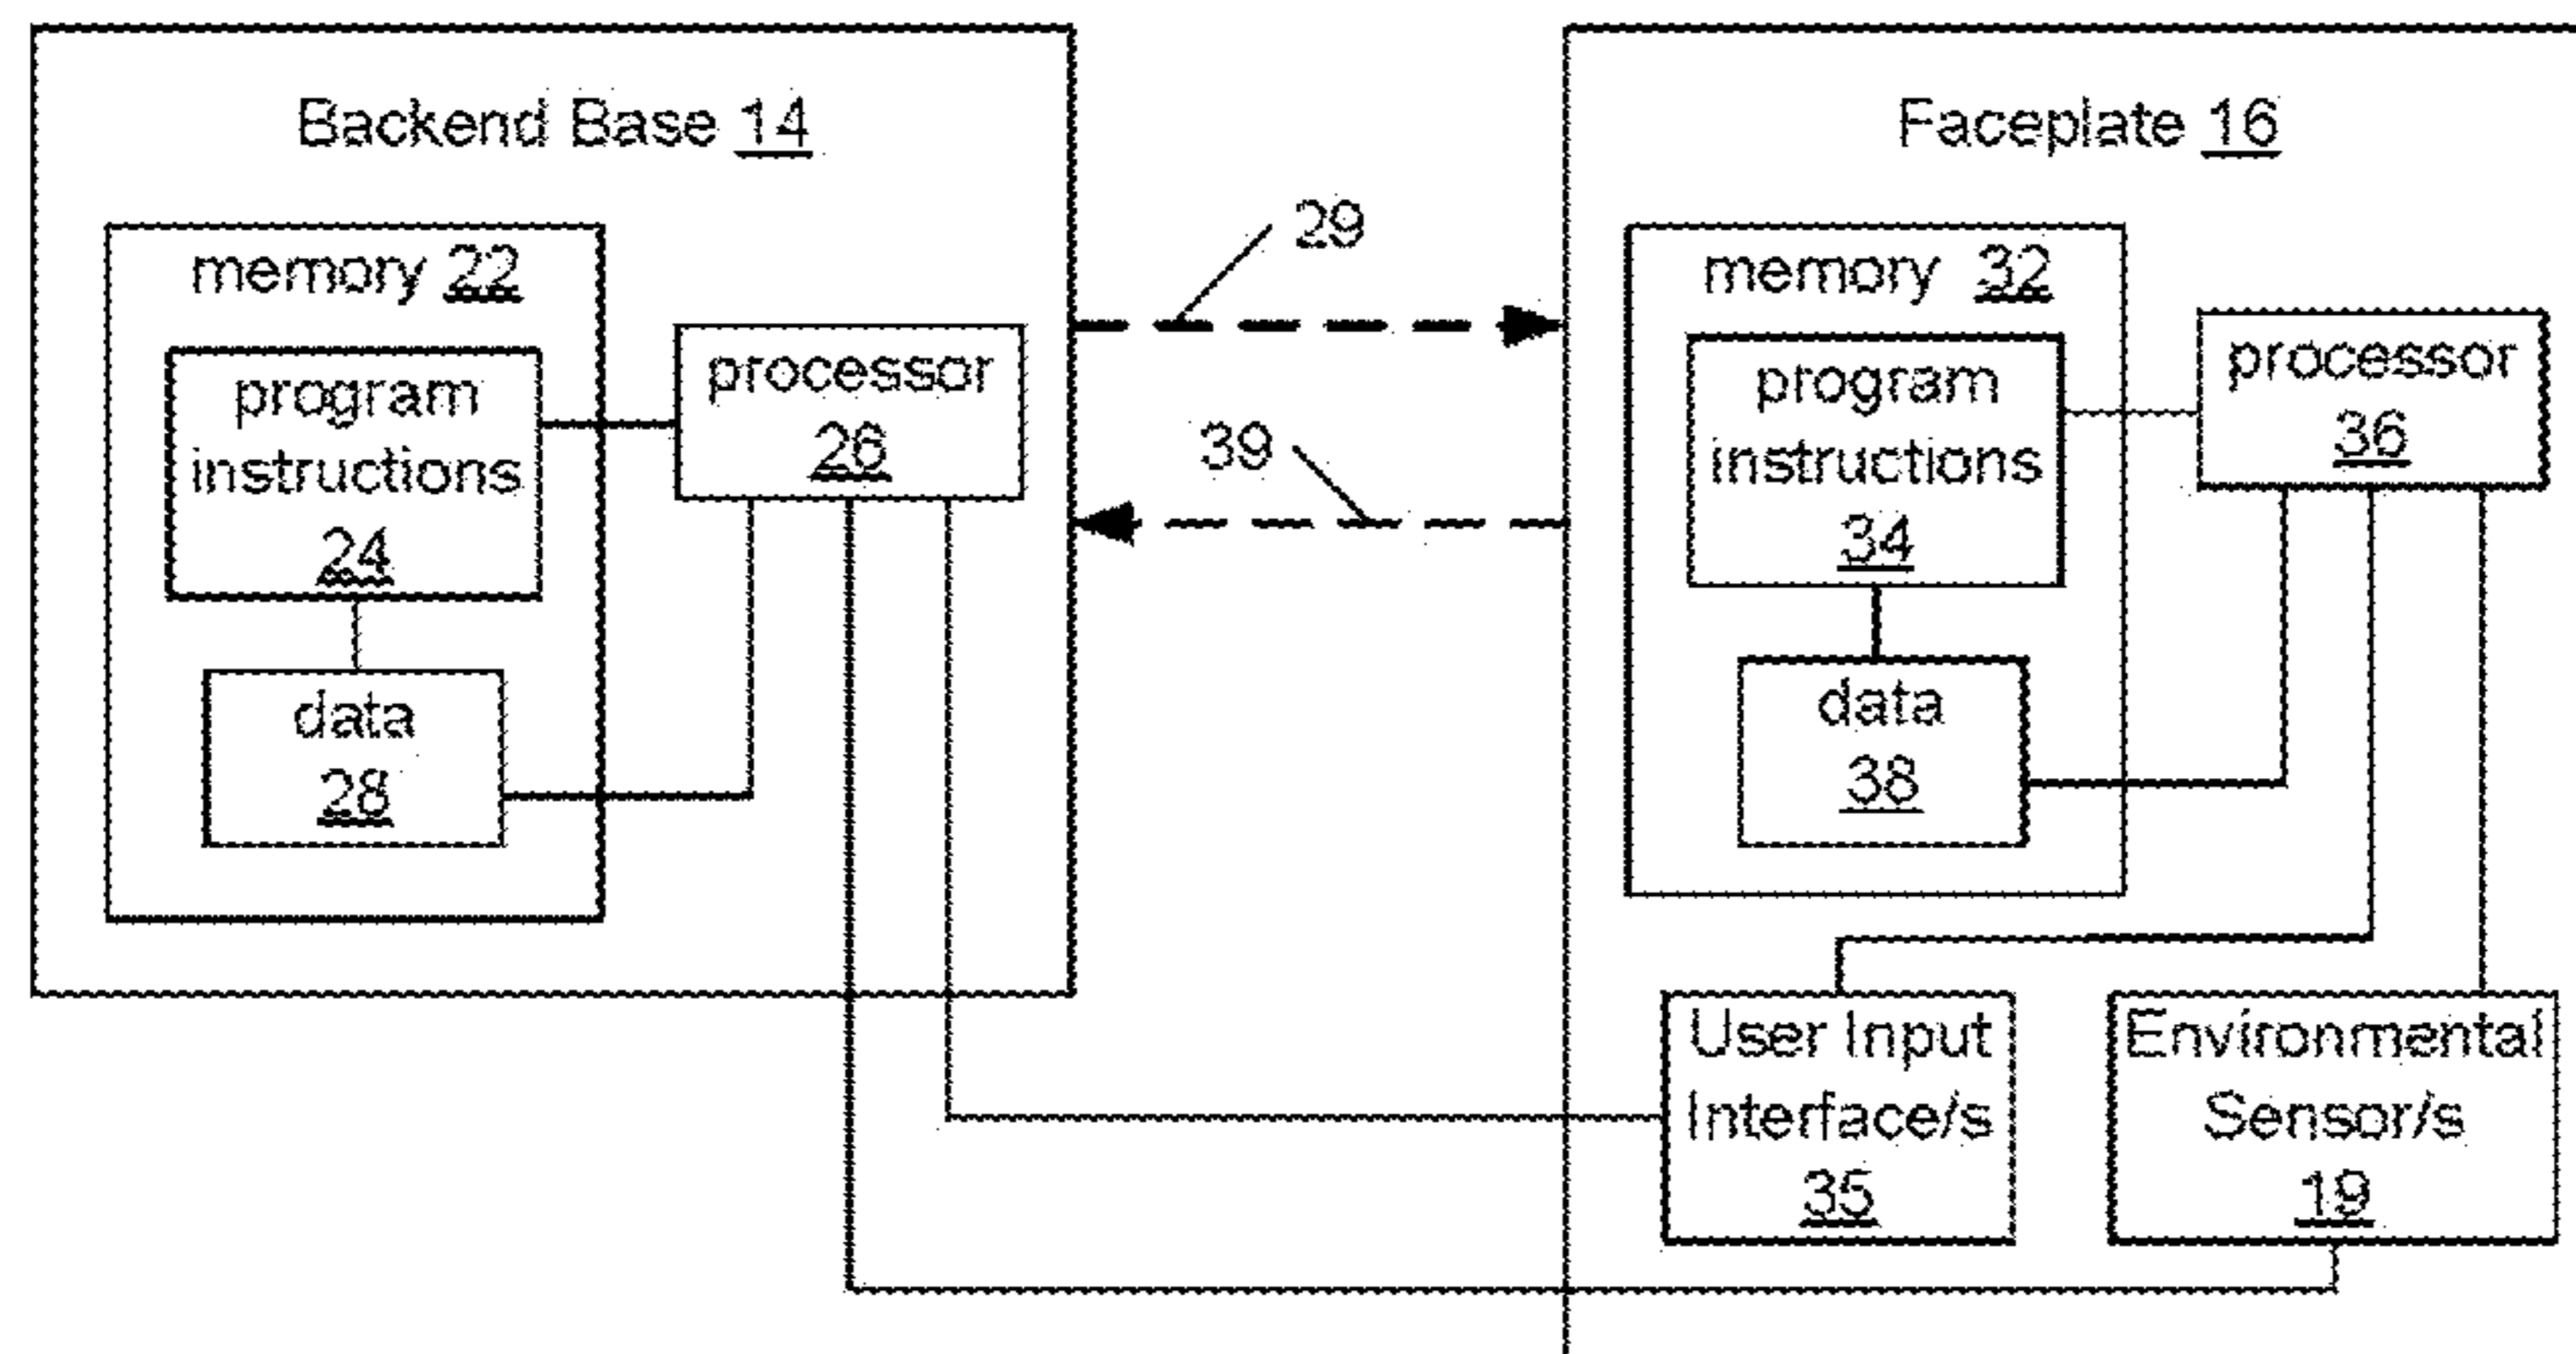 Backend Base 14
memory 22
program
instructions
24
data
28
processor
26
29
39
Faceplate 16
memory 32
program
instructions
34
data
38
processor
36
User Input
Interface/s
35
Environmental
Sensor/s
19